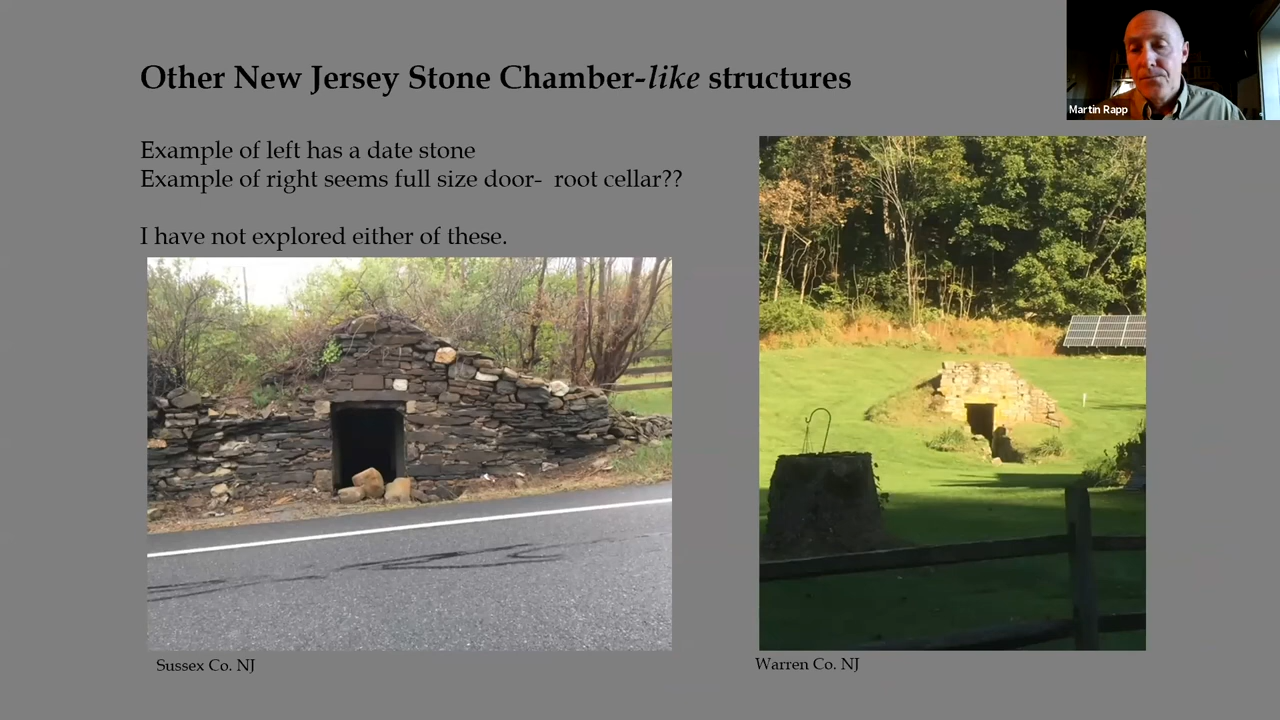 Other New Jersey Stone Chamber-like structures
Martin Rapp
Example of left has a date stone
Example of right seems full size door- root cellar??
I have not explored either of these.
Sussex Co. NJ
Warren Co. NJ